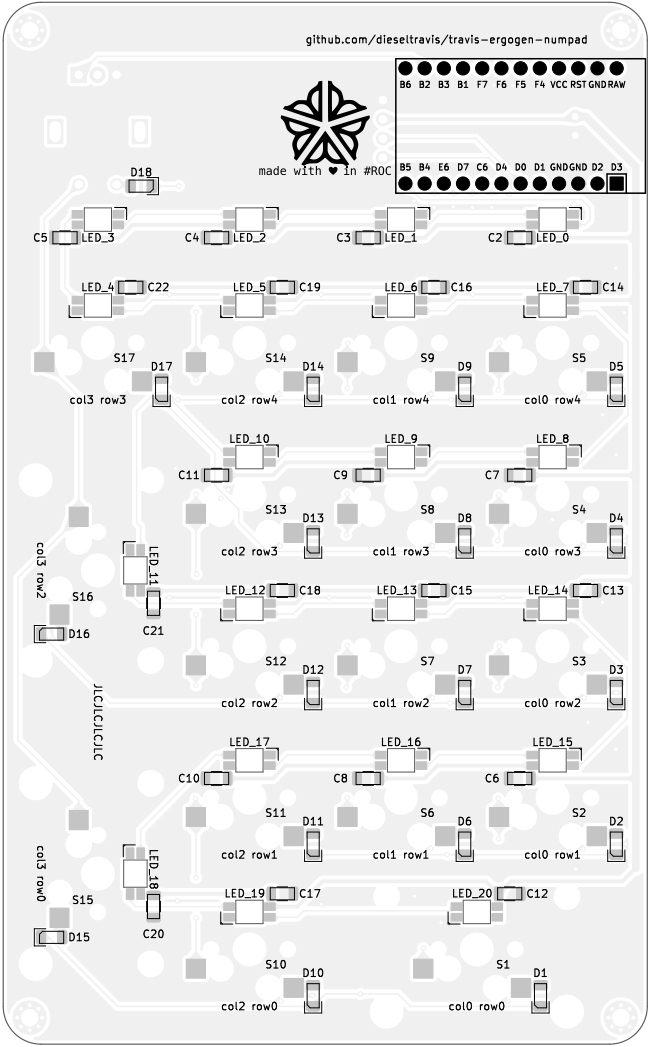 github.com/dieseltravis/travis-ergogen-numpad
B6 B2 B3 B1 F7 F6 F5 F4 VCC RST GND RAW
made with ♥ in #ROC
B5 B4 E6 D7 C6 D4 D0 D1 GND GND D2 D3
D18
C5 LED_3 C4 LED_2 C3 LED_1 C2 LED_0
LED_4 C22 LED_5 C19 LED_6 C16 LED_7 C14
S17 D17 S14 D14 S9 D9 S5 D5
col3 row3 col2 row4 col1 row4 col0 row4
LED_10 LED_9 LED_8
C11 C9 C7
S13 D13 S8 D8 S4 D4
col2 row3 col1 row3 col0 row3
col3 row2
LED_11
LED_12 C18 LED_13 C15 LED_14 C13
S16
C21
D16
S12 D12 S7 D7 S3 D3
col2 row2 col1 row2 col0 row2
JLCJLCJLCJLC
LED_17 LED_16 LED_15
C10 C8 C6
S11 D11 S6 D6 S2 D2
col2 row1 col1 row1 col0 row1
col3 row0
LED_18
LED_19 C17 LED_20 C12
S15
C20
D15
S10 D10 S1 D1
col2 row0 col0 row0